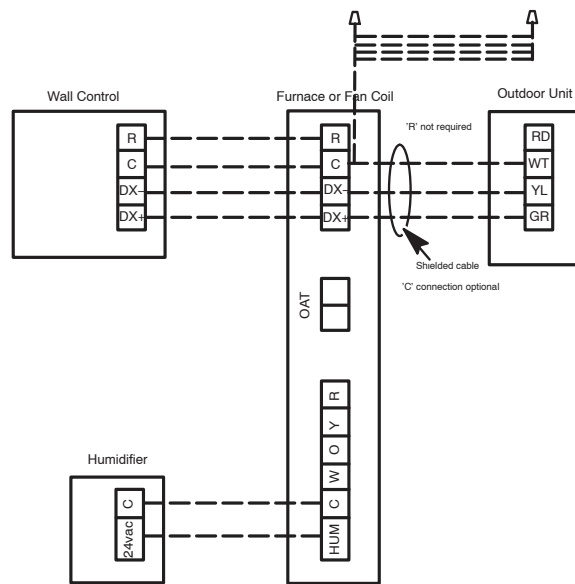 Wall Control
Furnace or Fan Coil
Outdoor Unit
R
C
DX-
DX+
R
C
DX-
DX+
'R' not required
RD
WT
YL
GR
Shielded cable
'C' connection optional
OAT
R
Y
O
W
C
HUM
Humidifier
C
24vac